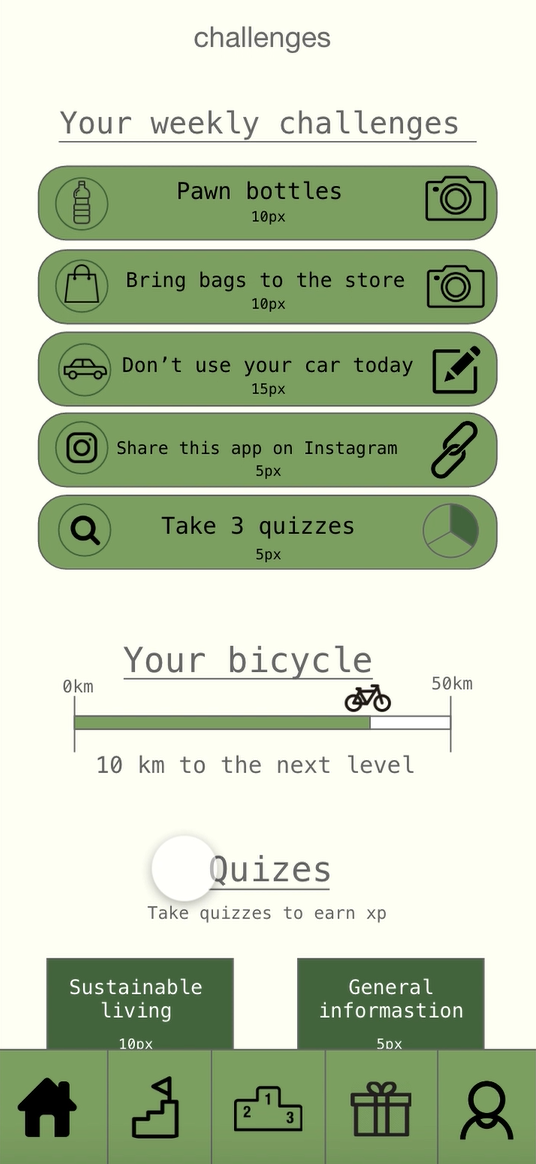 challenges
Your weekly challenges
Pawn bottles
10px
Bring bags to the store
10px
Don’t use your car today
15px
Share this app on Instagram
5px
Take 3 quizzes
5px
Your bicycle
0km
50km
10 km to the next level
Quizes
Take quizzes to earn xp
Sustainable
living
10px
General
informastion
5px
2 1 3